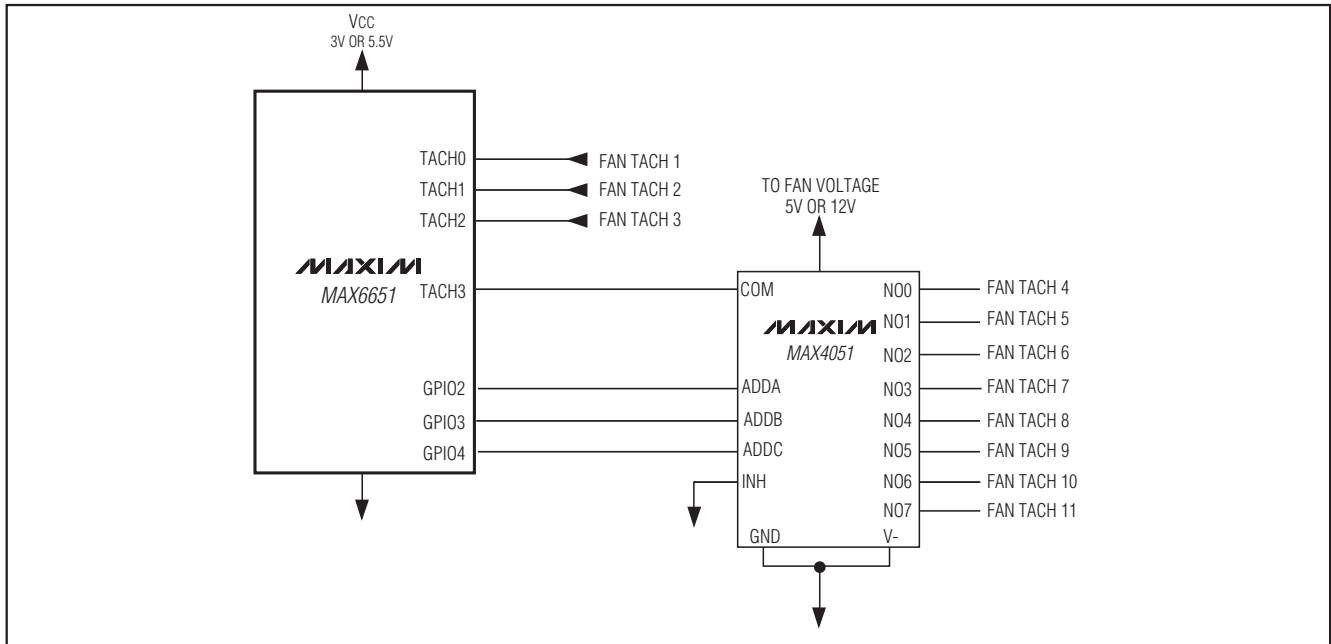 VCC
3V OR 5.5V
TACH0
TACH1
TACH2
TACH3
GPIO2
GPIO3
GPIO4
MAXIM
MAX6651
FAN TACH 1
FAN TACH 2
FAN TACH 3
TO FAN VOLTAGE
5V OR 12V
COM
ADDA
ADDB
ADDC
INH
GND
V-
MAXIM
MAX4051
NO0
NO1
NO2
NO3
NO4
NO5
NO6
NO7
FAN TACH 4
FAN TACH 5
FAN TACH 6
FAN TACH 7
FAN TACH 8
FAN TACH 9
FAN TACH 10
FAN TACH 11